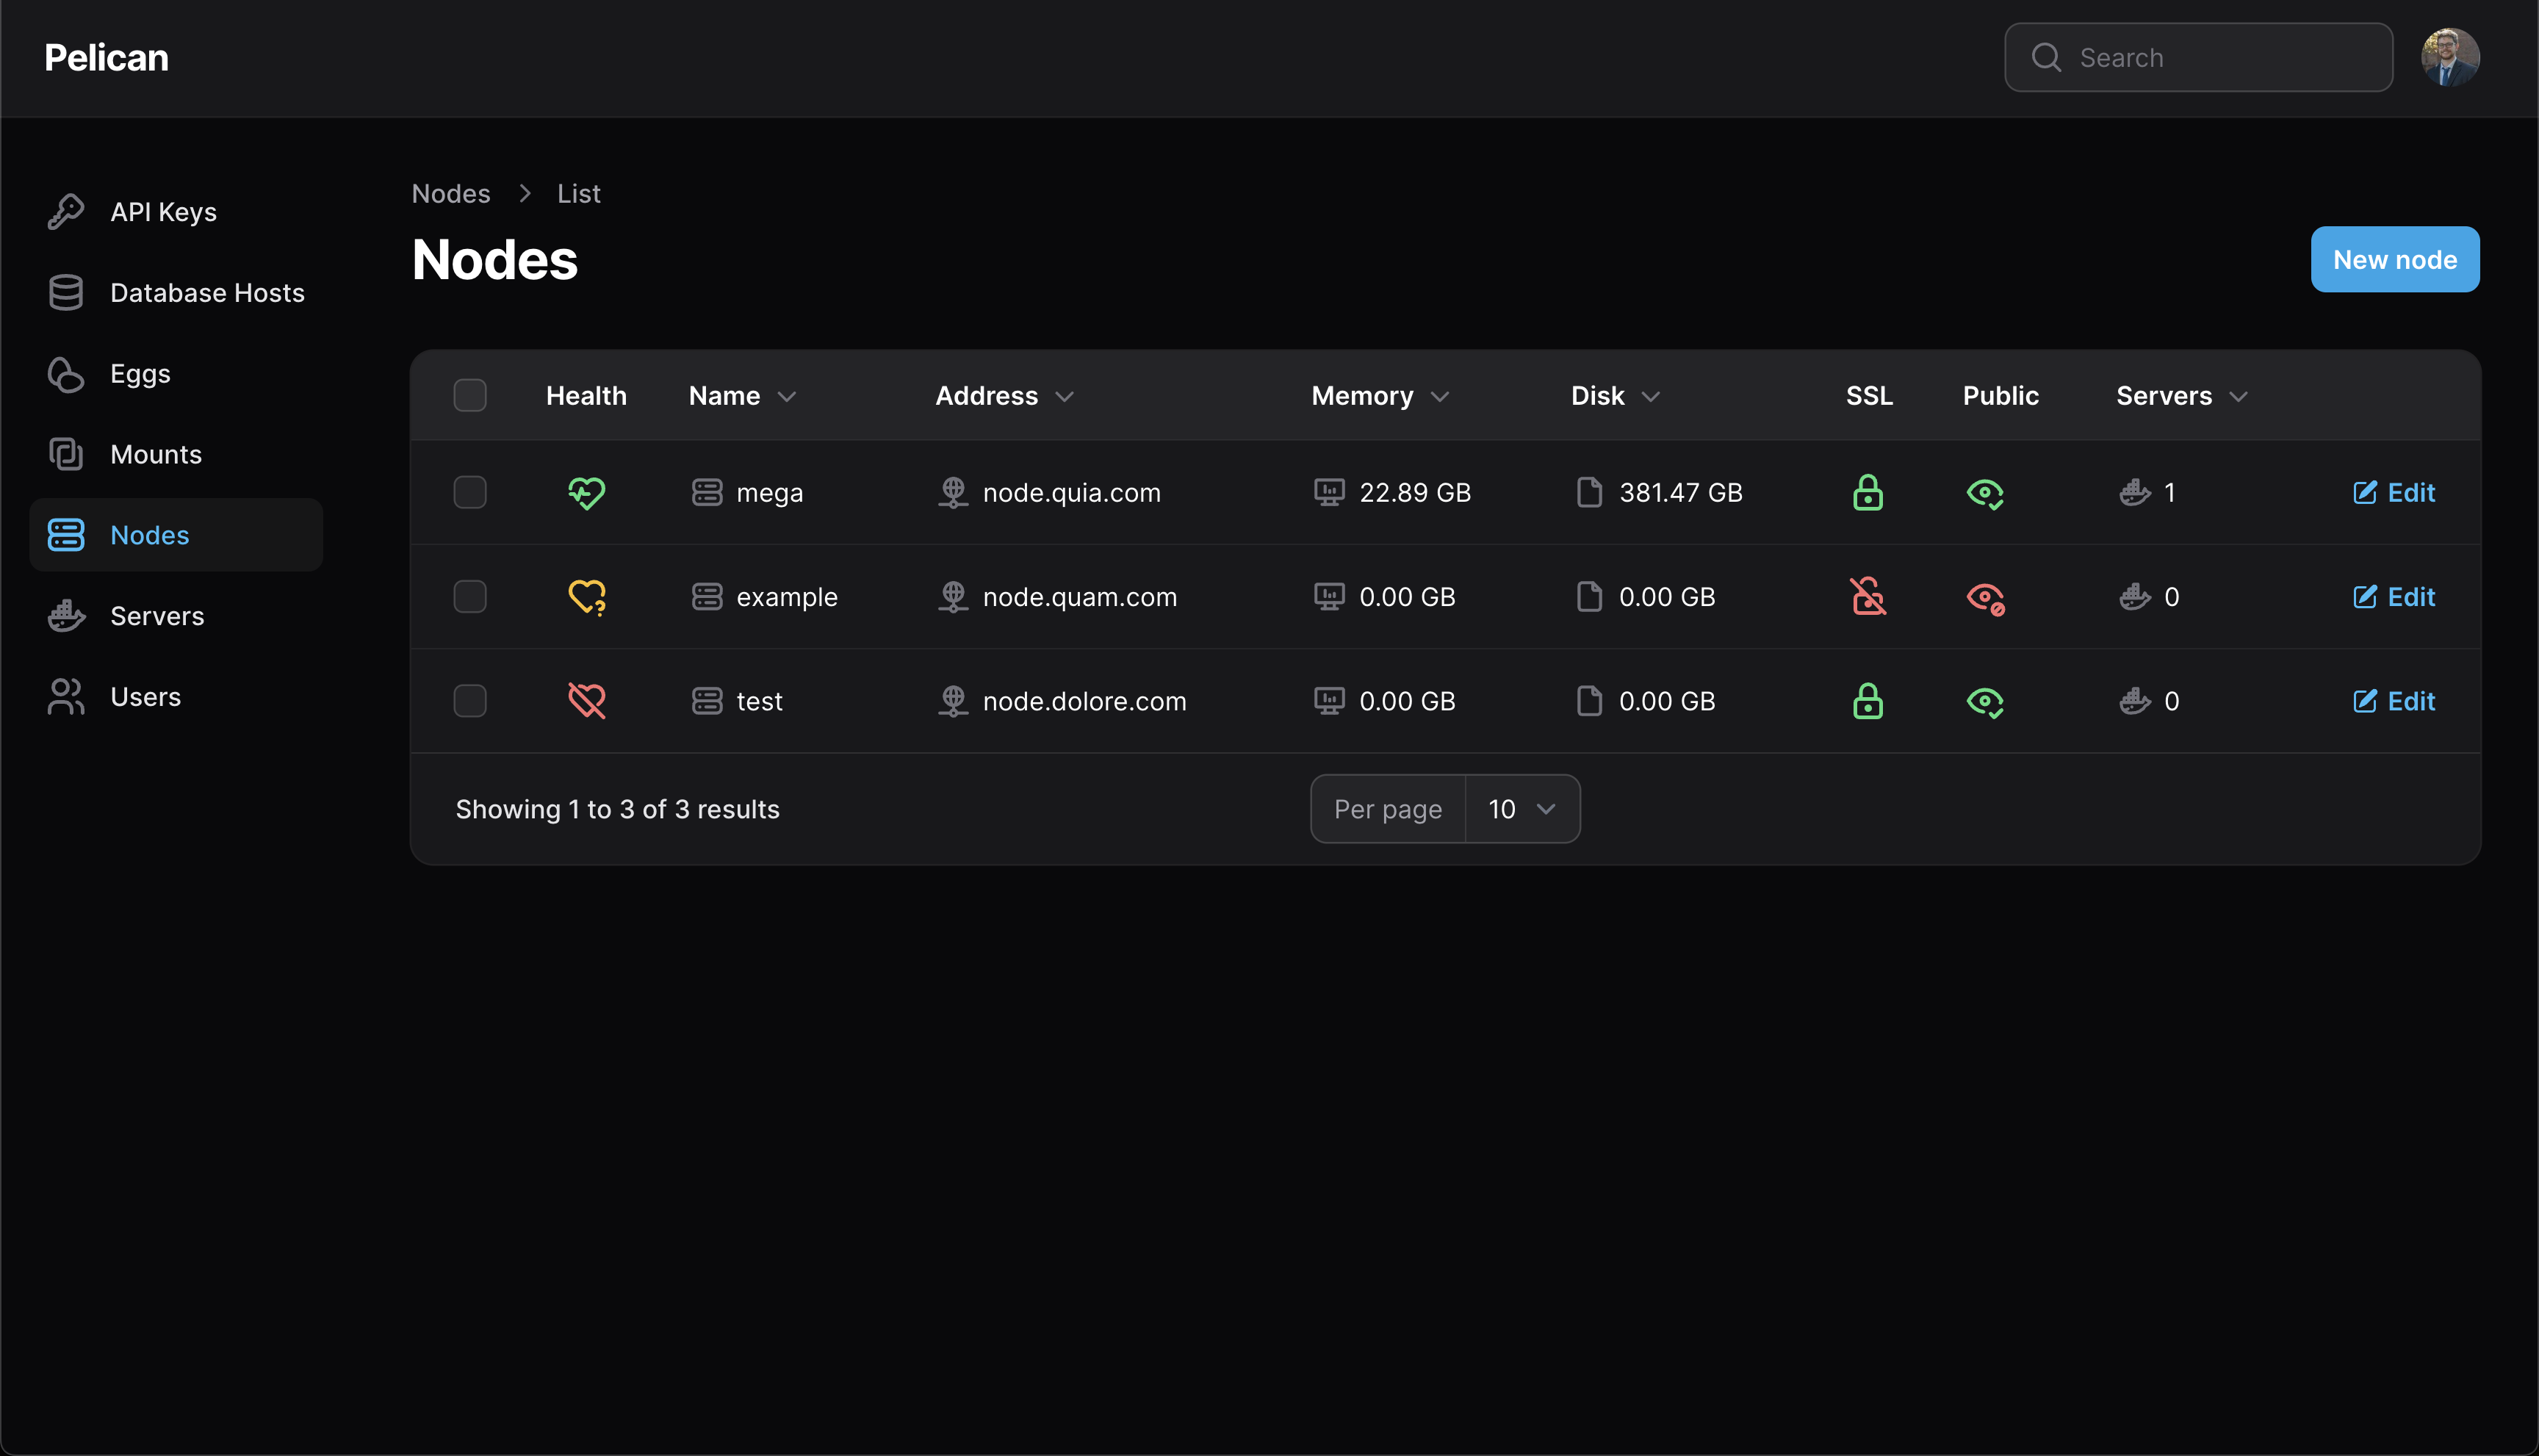 Pelican
Search
API Keys
Database Hosts
Eggs
Mounts
Nodes
Servers
Users
Nodes > List
Nodes
New node
Health Name Address Memory Disk SSL Public Servers
mega node.quia.com 22.89 GB 381.47 GB 1 Edit
example node.quam.com 0.00 GB 0.00 GB 0 Edit
test node.dolore.com 0.00 GB 0.00 GB 0 Edit
Showing 1 to 3 of 3 results
Per page 10